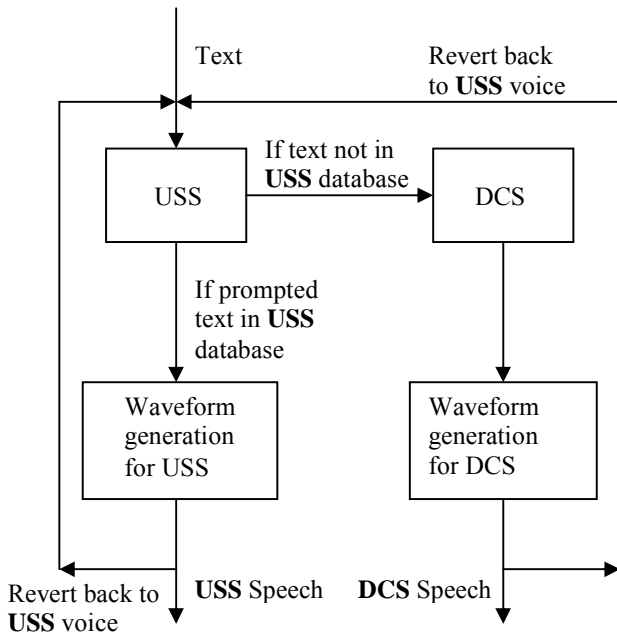 Text
Revert back
to USS voice
If text not in
USS database
USS
DCS
If prompted
text in USS
database
Waveform
generation
for USS
Waveform
generation
for DCS
Revert back to
USS voice
USS Speech
DCS Speech